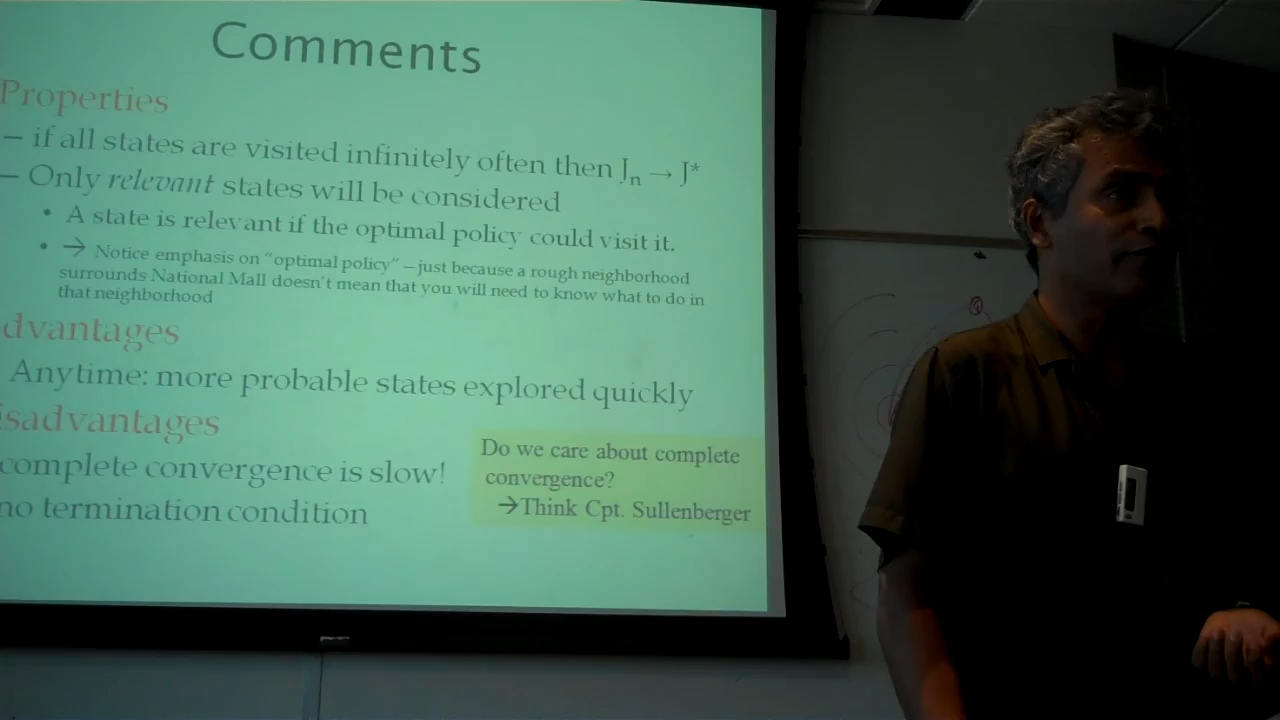 Comments
Properties
– if all states are visited infinitely often then Jn → J*
– Only relevant states will be considered
• A state is relevant if the optimal policy could visit it.
• → Notice emphasis on “optimal policy” –just because a rough neighborhood
surrounds National Mall doesn’t mean that you will need to know what to do in
that neighborhood
dvantages
Anytime: more probable states explored quickly
isadvantages
complete convergence is slow!
no termination condition
Do we care about complete
convergence?
→Think Cpt. Sullenberger